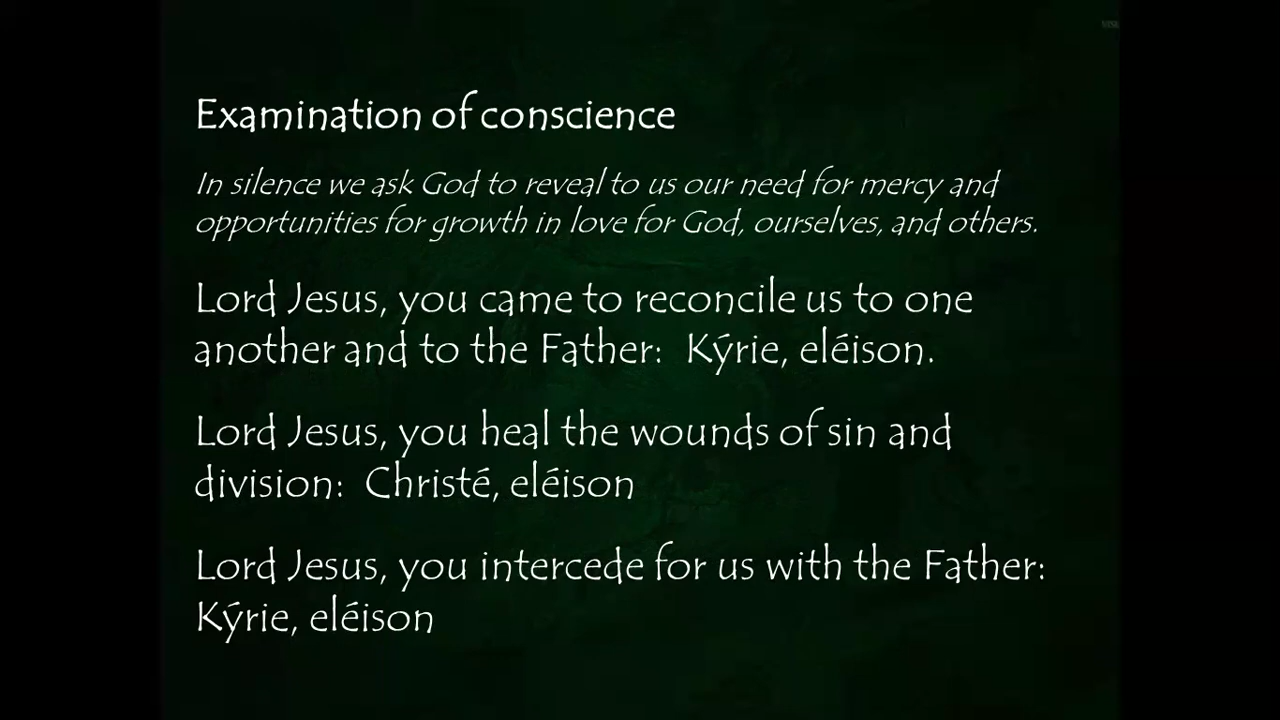 Examination of conscience
In silence we ask God to reveal to us our need for mercy and
opportunities for growth in love for God, ourselves, and others.
Lord Jesus, you came to reconcile us to one
another and to the Father:  Kýrie, eléison.
Lord Jesus, you heal the wounds of sin and
division:  Christé, eléison
Lord Jesus, you intercede for us with the Father:
Kýrie, eléison